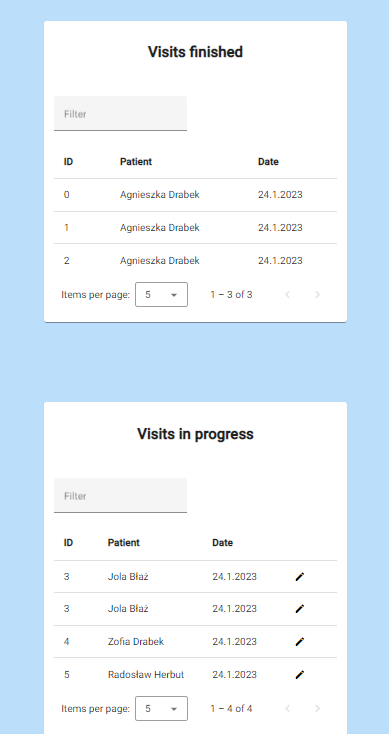 Visits finished
Filter
ID Patient Date
0 Agnieszka Drabek 24.1.2023
1 Agnieszka Drabek 24.1.2023
2 Agnieszka Drabek 24.1.2023
Items per page: 5 1 – 3 of 3
Visits in progress
Filter
ID Patient Date
3 Jola Błaż 24.1.2023
3 Jola Błaż 24.1.2023
4 Zofia Drabek 24.1.2023
5 Radosław Herbut 24.1.2023
Items per page: 5 1 – 4 of 4